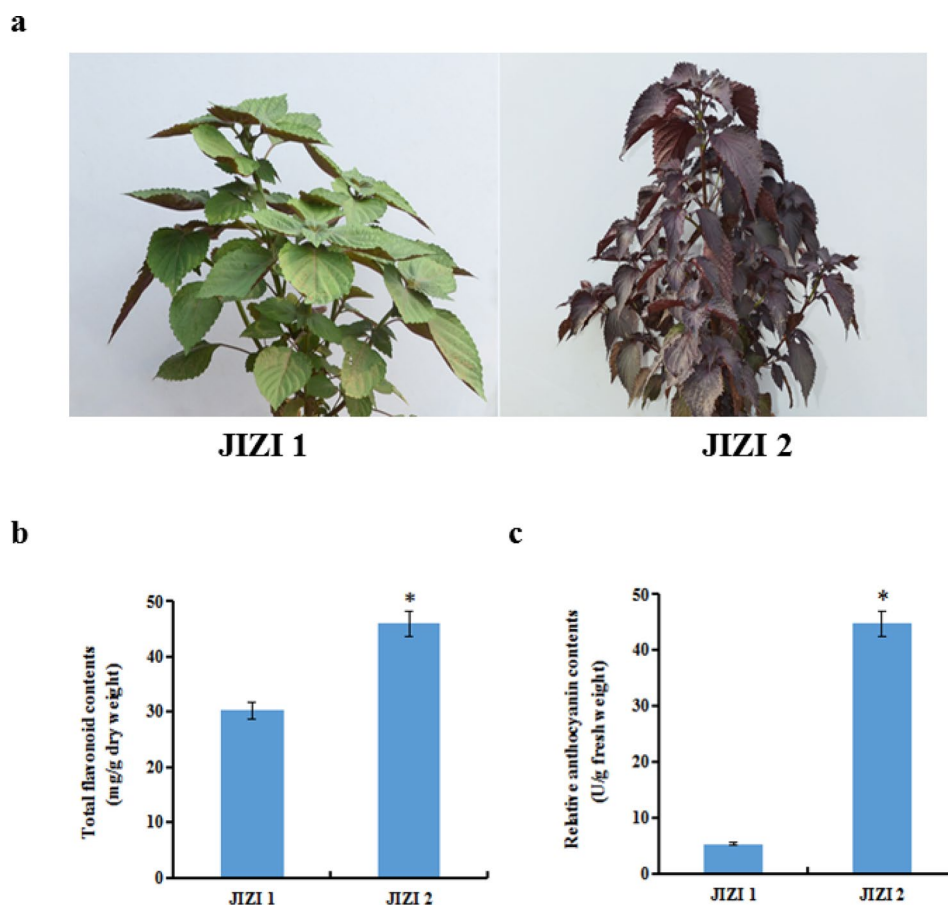 a
JIZI 1
JIZI 2
b
Total flavonoid contents
(mg/g dry weight)
50
40
30
20
10
0
*
JIZI 1
JIZI 2
c
Relative anthocyanin contents
(U/g fresh weight)
50
40
30
20
10
0
*
JIZI 1
JIZI 2